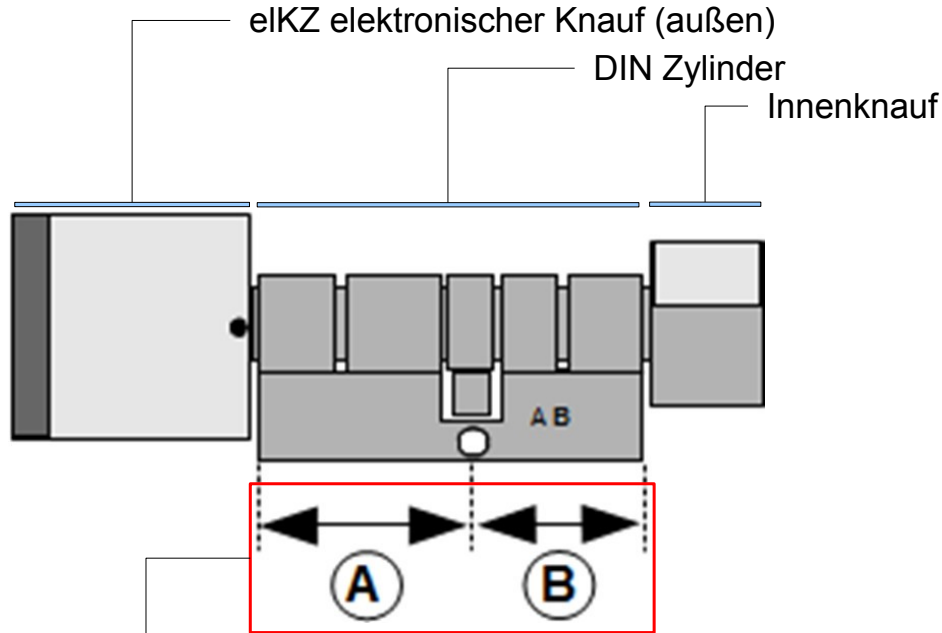 elKZ elektronischer Knauf (außen)
DIN Zylinder
Innenknauf
A B
A
B